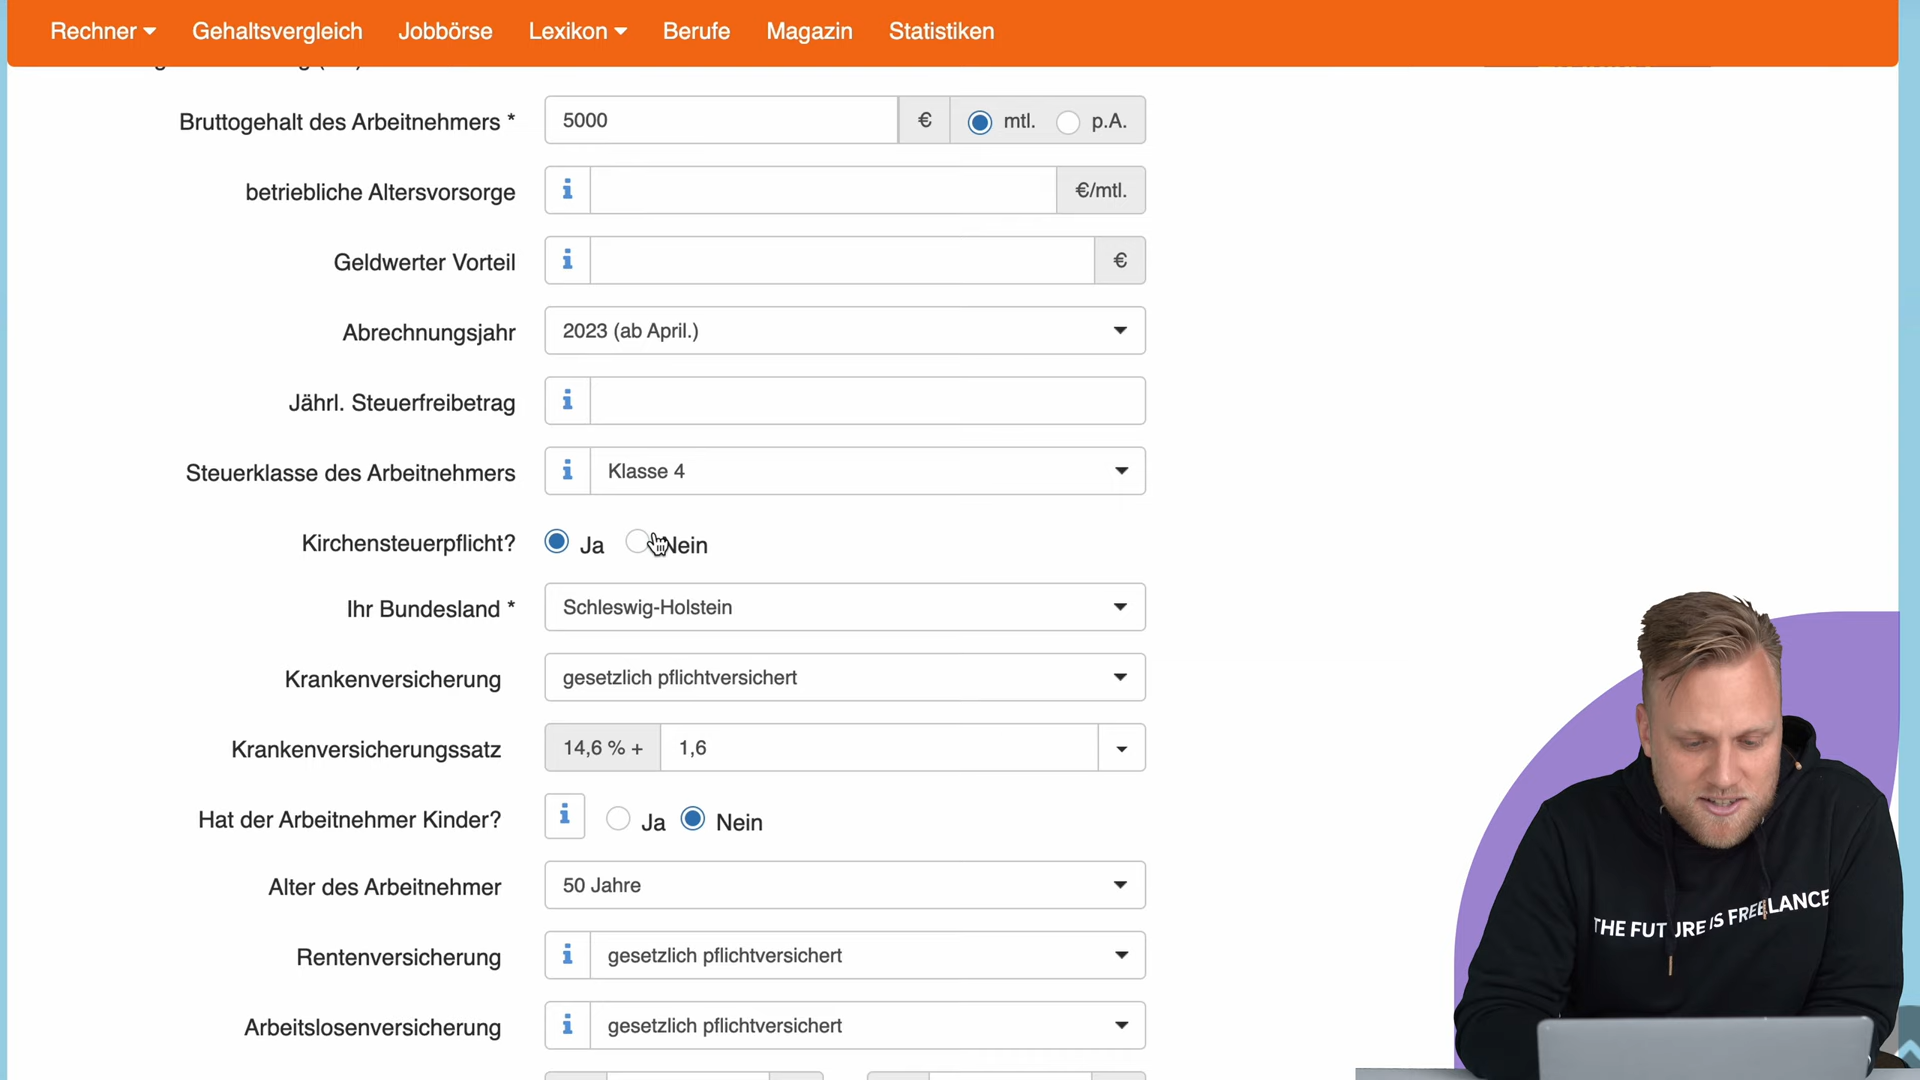 Rechner Gehaltsvergleich Jobbörse Lexikon Berufe Magazin Statistiken
Bruttogehalt des Arbeitnehmers * 5000 € mtl. p.A.
betriebliche Altersvorsorge €/mtl.
Geldwerter Vorteil €
Abrechnungsjahr 2023 (ab April.)
Jährl. Steuerfreibetrag
Steuerklasse des Arbeitnehmers Klasse 4
Kirchensteuerpflicht? Ja Nein
Ihr Bundesland * Schleswig-Holstein
Krankenversicherung gesetzlich pflichtversichert
Krankenversicherungssatz 14,6 % + 1,6
Hat der Arbeitnehmer Kinder? Ja Nein
Alter des Arbeitnehmer 50 Jahre
Rentenversicherung gesetzlich pflichtversichert
Arbeitslosenversicherung gesetzlich pflichtversichert
THE FUTURE IS FREELANCE